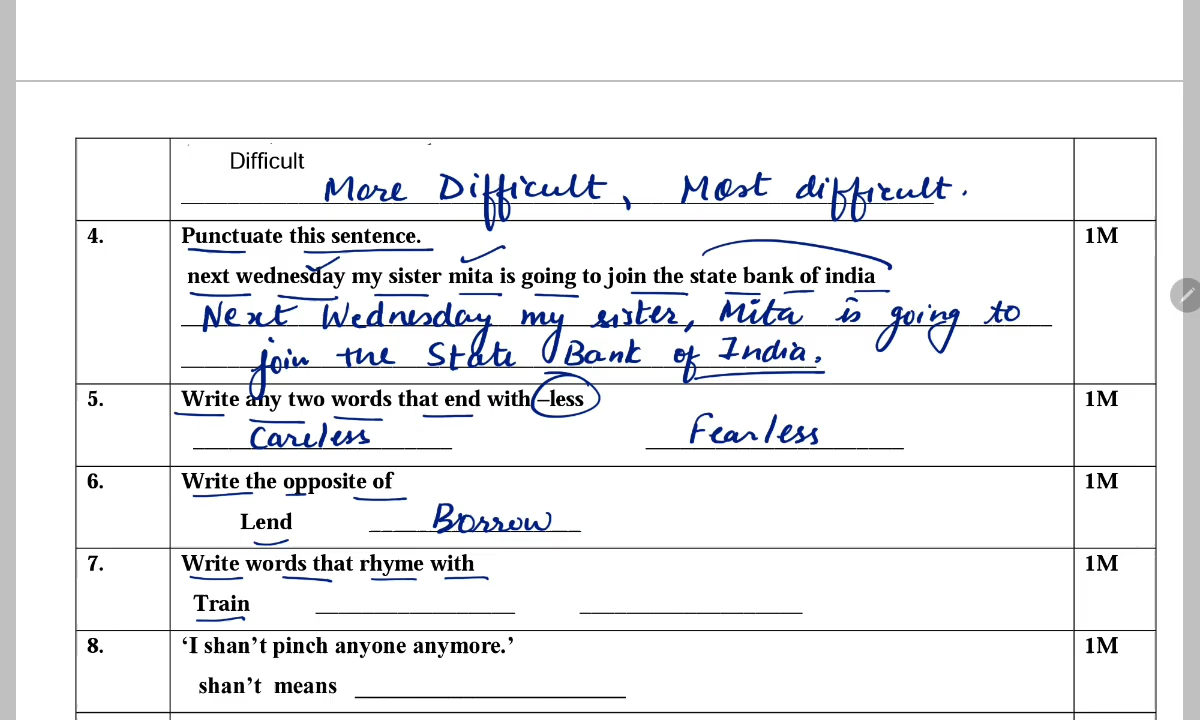 Difficult
More Difficult, Most difficult.
4. Punctuate this sentence. 1M
next wednesday my sister mita is going to join the state bank of india
Next Wednesday my sister, Mita is going to
join the State Bank of India.
5. Write any two words that end with –less 1M
Careless Fearless
6. Write the opposite of 1M
Lend Borrow
7. Write words that rhyme with 1M
Train
8. ‘I shan’t pinch anyone anymore.’ 1M
shan’t means